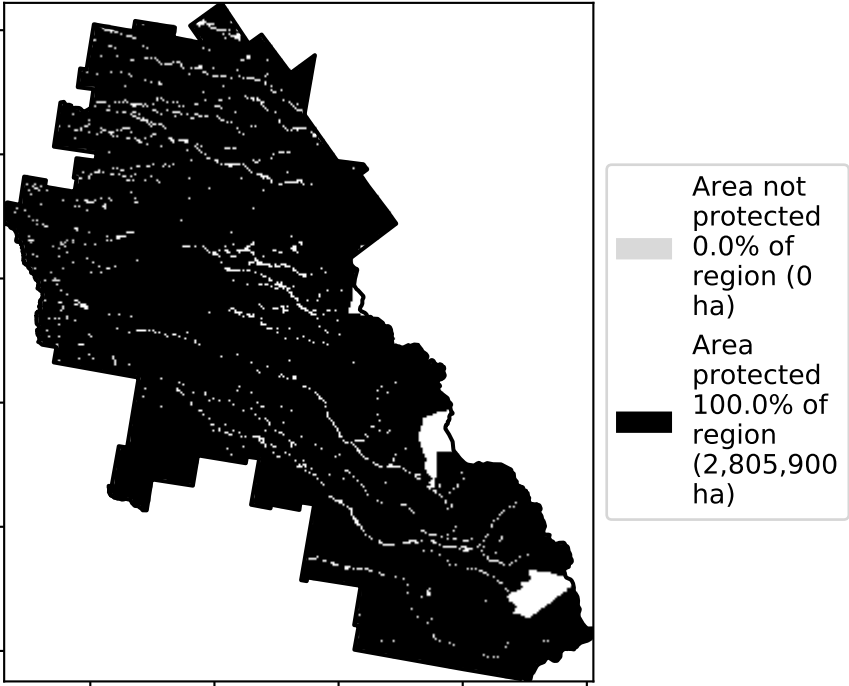 Area not
protected
0.0% of
region (0
ha)
Area
protected
100.0% of
region
(2,805,900
ha)